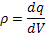 ρ = dq/dV